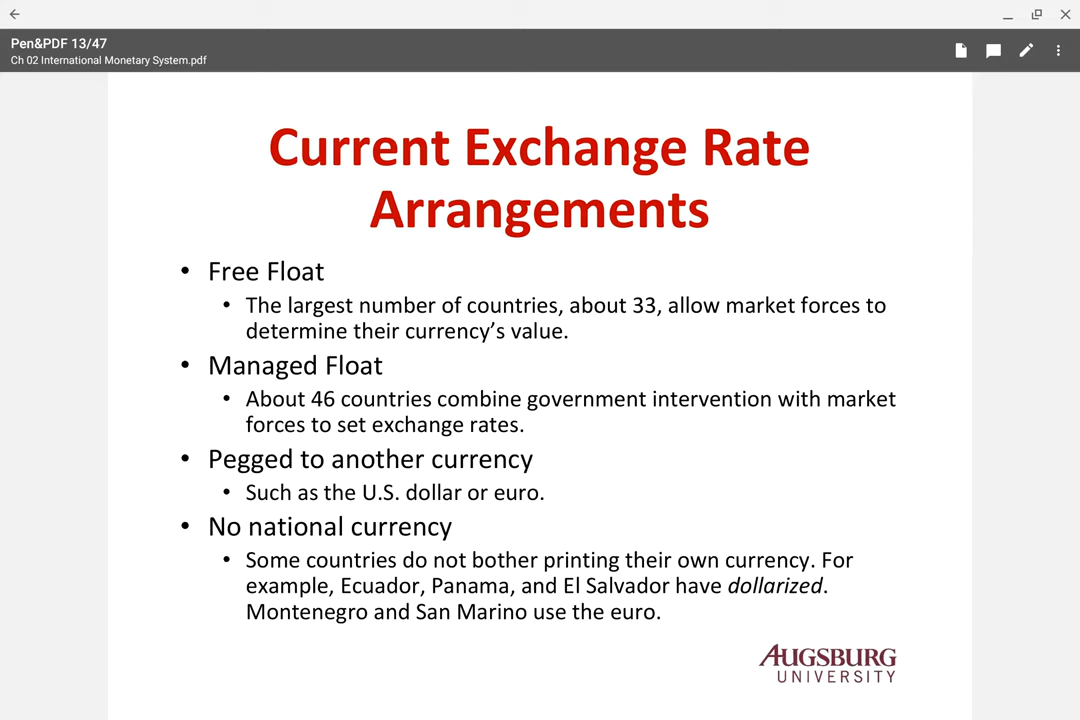 Pen&PDF 13/47
Ch 02 International Monetary System.pdf
Current Exchange Rate
Arrangements
• Free Float
• The largest number of countries, about 33, allow market forces to
determine their currency’s value.
• Managed Float
• About 46 countries combine government intervention with market
forces to set exchange rates.
• Pegged to another currency
• Such as the U.S. dollar or euro.
• No national currency
• Some countries do not bother printing their own currency. For
example, Ecuador, Panama, and El Salvador have dollarized.
Montenegro and San Marino use the euro.
AUGSBURG
UNIVERSITY